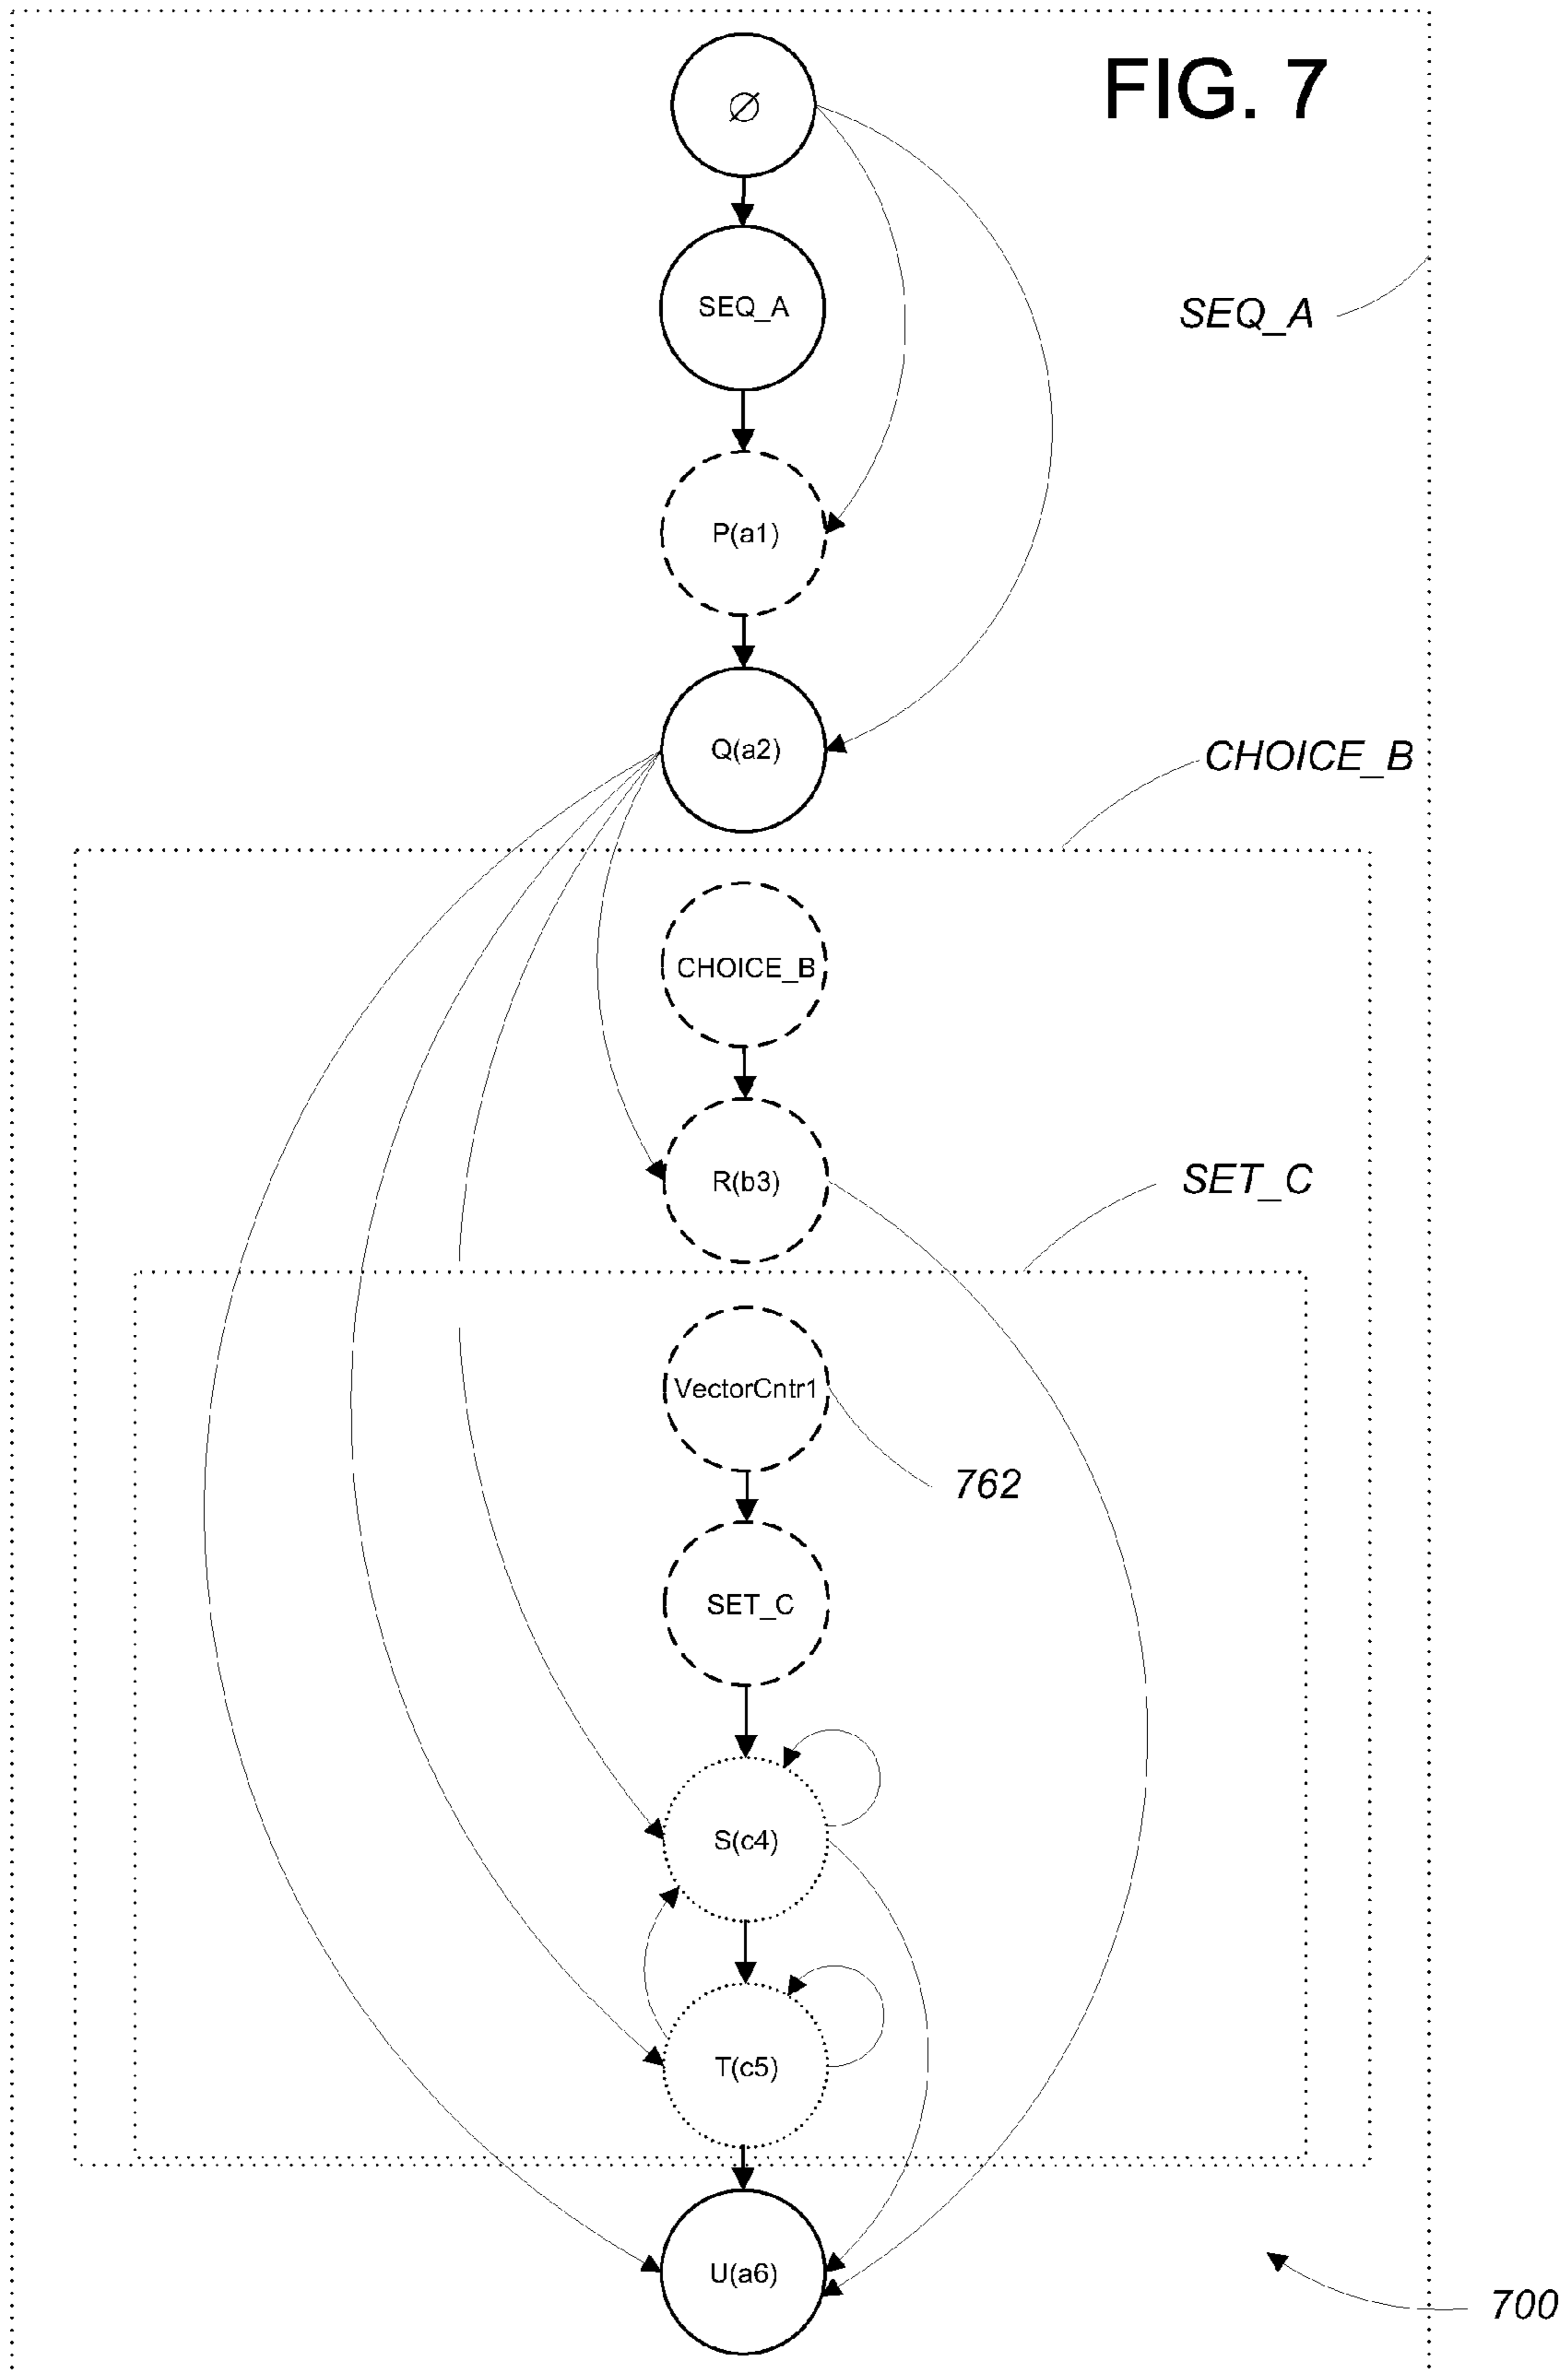 FIG. 7
∅
SEQ_A
SEQ_A
P(a1)
Q(a2)
CHOICE_B
CHOICE_B
R(b3)
SET_C
VectorCntr1
762
SET_C
S(c4)
T(c5)
U(a6)
700